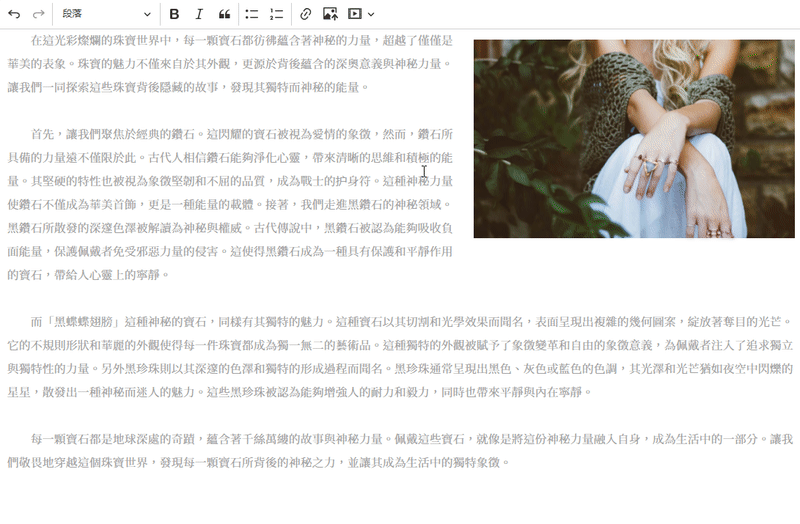 段落
在這光彩燦爛的珠寶世界中，每一顆寶石都彷彿蘊含著神秘的力量，超越了僅僅是
華美的表象。珠寶的魅力不僅來自於其外觀，更源於背後蘊含的深奧意義與神秘力量。
讓我們一同探索這些珠寶背後隱藏的故事，發現其獨特而神秘的能量。
首先，讓我們聚焦於經典的鑽石。這閃耀的寶石被視為愛情的象徵，然而，鑽石所
具備的力量遠不僅限於此。古代人相信鑽石能夠淨化心靈，帶來清晰的思維和積極的能
量。其堅硬的特性也被視為象徵堅韌和不屈的品質，成為戰士的護身符。這種神秘力量
使鑽石不僅成為華美首飾，更是一種能量的載體。接著，我們走進黑鑽石的神秘領域。
黑鑽石所散發的深邃色澤被解讀為神秘與權威。古代傳說中，黑鑽石被認為能夠吸收負
面能量，保護佩戴者免受邪惡力量的侵害。這使得黑鑽石成為一種具有保護和平靜作用
的寶石，帶給人心靈上的寧靜。
而「黑蝶蝶翅膀」這種神秘的寶石，同樣有其獨特的魅力。這種寶石以其切割和光學效果而聞名，表面呈現出複雜的幾何圖案，綻放著奪目的光芒。
它的不規則形狀和華麗的外觀使得每一件珠寶都成為獨一無二的藝術品。這種獨特的外觀被賦予了象徵變革和自由的象徵意義，為佩戴者注入了追求獨立
與獨特性的力量。另外黑珍珠則以其深邃的色澤和獨特的形成過程而聞名。黑珍珠通常呈現出黑色、灰色或藍色的色調，其光澤和光芒猶如夜空中閃爍的
星星，散發出一種神秘而迷人的魅力。這些黑珍珠被認為能夠增強人的耐力和毅力，同時也帶來平靜與內在寧靜。
每一顆寶石都是地球深處的奇蹟，蘊含著千絲萬縷的故事與神秘力量。佩戴這些寶石，就像是將這份神秘力量融入自身，成為生活中的一部分。讓我
們敬畏地穿越這個珠寶世界，發現每一顆寶石所背後的神秘之力，並讓其成為生活中的獨特象徵。